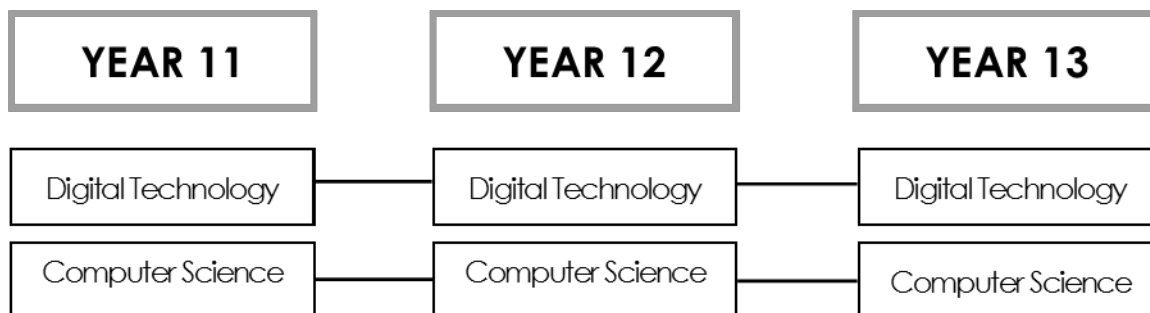 YEAR 11 YEAR 12 YEAR 13
Digital Technology Digital Technology Digital Technology
Computer Science Computer Science Computer Science